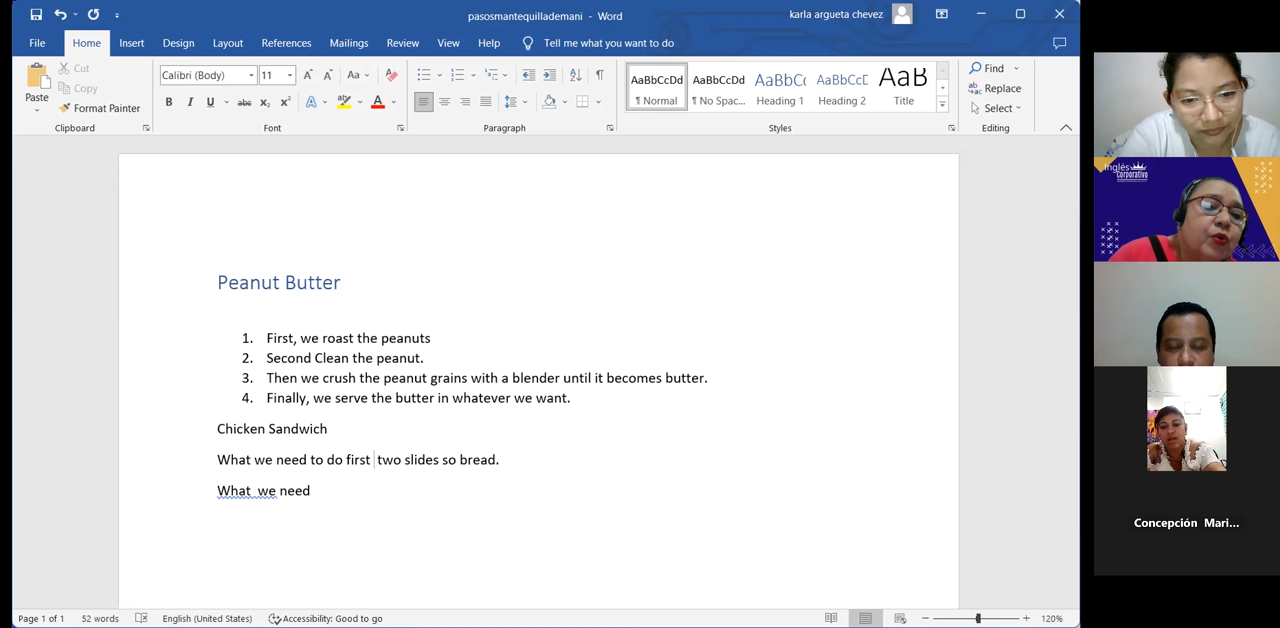 pasosmantequillademani - Word
karla argueta chevez
File Home Insert Design Layout References Mailings Review View Help Tell me what you want to do
Paste
Cut
Copy
Format Painter
Clipboard
Calibri (Body) 11
Font
Paragraph
AaBbCcDd AaBbCcDd AaBbCc AaBbCcD AaB
¶ Normal ¶ No Spac... Heading 1 Heading 2 Title
Styles
Find
Replace
Select
Editing
Peanut Butter
1. First, we roast the peanuts
2. Second Clean the peanut.
3. Then we crush the peanut grains with a blender until it becomes butter.
4. Finally, we serve the butter in whatever we want.
Chicken Sandwich
What we need to do first two slides so bread.
What we need
Page 1 of 1 52 words English (United States) Accessibility: Good to go 120%
Inglés
Corporativo
Concepción Mari...